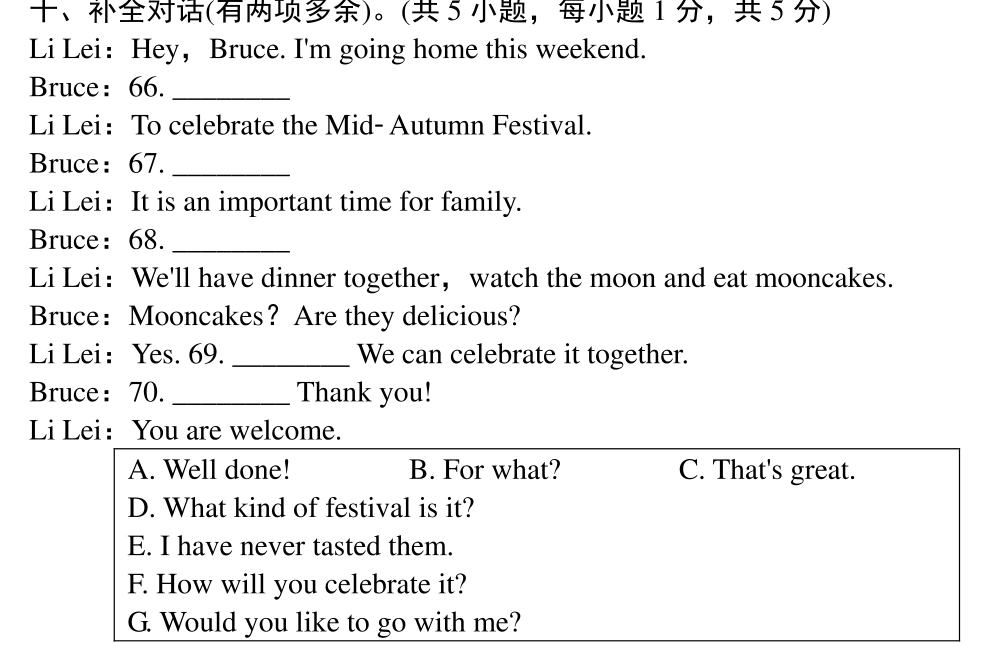 十、补全对话(有两项多余)。(共 5 小题，每小题 1 分，共 5 分)
Li Lei：Hey，Bruce. I'm going home this weekend.
Bruce：66. ________
Li Lei：To celebrate the Mid- Autumn Festival.
Bruce：67. ________
Li Lei：It is an important time for family.
Bruce：68. ________
Li Lei：We'll have dinner together，watch the moon and eat mooncakes.
Bruce：Mooncakes？Are they delicious?
Li Lei：Yes. 69. ________ We can celebrate it together.
Bruce：70. ________ Thank you!
Li Lei：You are welcome.
A. Well done! B. For what? C. That's great.
D. What kind of festival is it?
E. I have never tasted them.
F. How will you celebrate it?
G. Would you like to go with me?